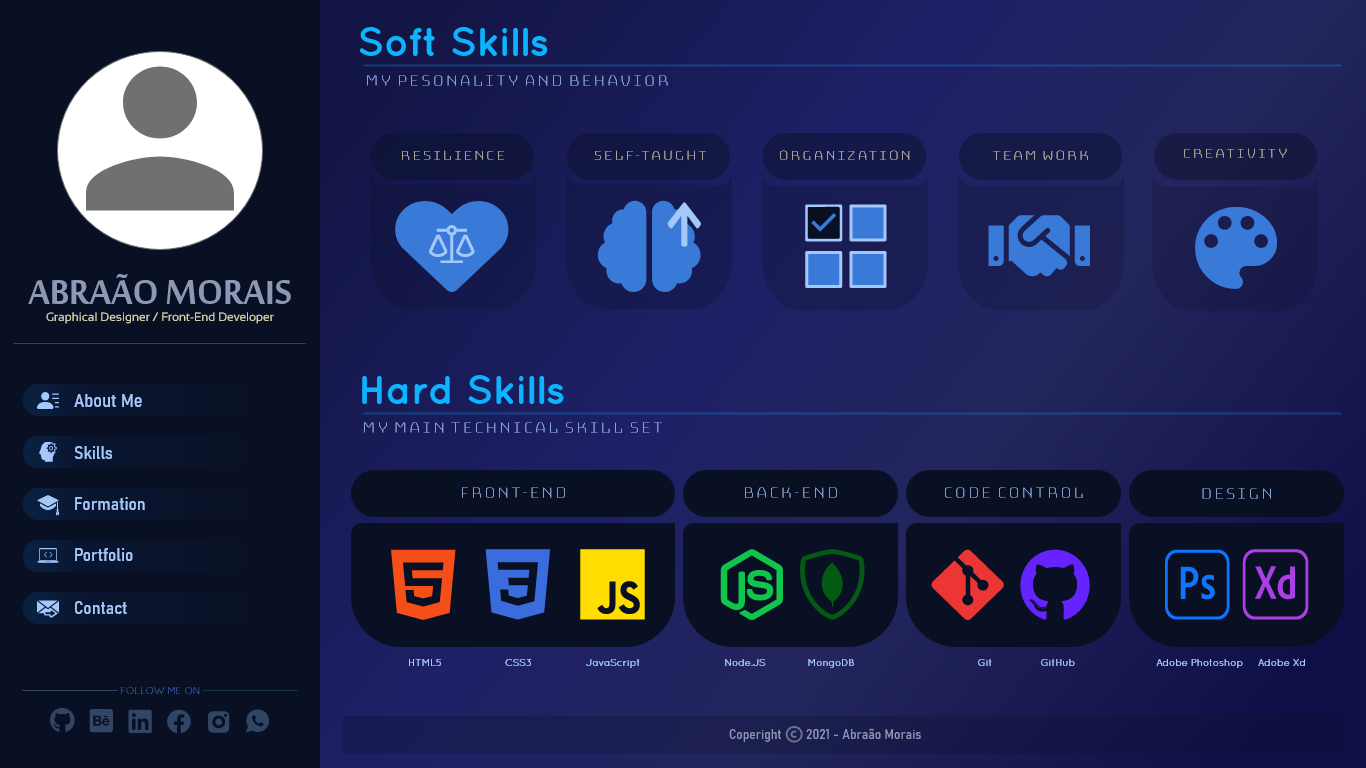 ABRAÃO MORAIS
Graphical Designer / Front-End Developer
About Me
Skills
Formation
Portfolio
Contact
FOLLOW ME ON
Bē
in
Soft Skills
MY PESONALITY AND BEHAVIOR
RESILIENCE
SELF-TAUGHT
ORGANIZATION
TEAM WORK
CREATIVITY
Hard Skills
MY MAIN TECHNICAL SKILL SET
FRONT-END
BACK-END
CODE CONTROL
DESIGN
5
3
JS
JS
Ps
Xd
HTML5
CSS3
JavaScript
Node.JS
MongoDB
Git
GitHub
Adobe Photoshop
Adobe Xd
Coperight © 2021 - Abraão Morais